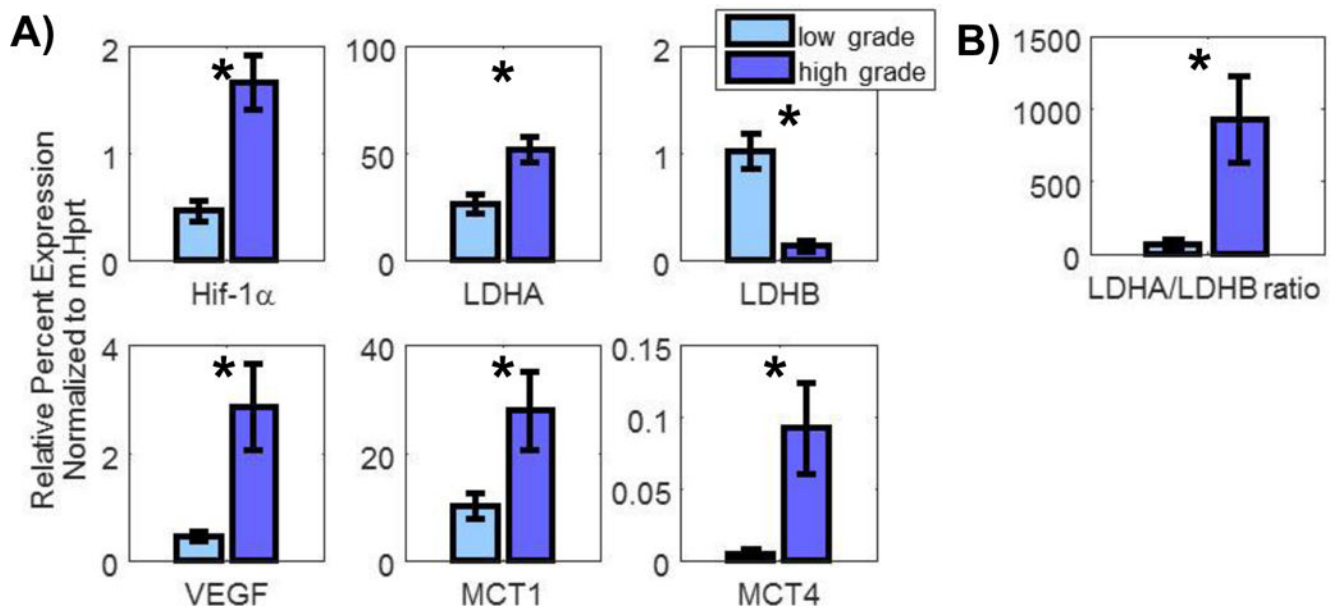 A)
low grade
high grade
B)
Relative Percent Expression
Normalized to m.Hprt
2
1
0
Hif-1α
*
100
50
0
LDHA
*
2
1
0
LDHB
*
1500
1000
500
0
LDHA/LDHB ratio
*
4
2
0
VEGF
*
40
20
0
MCT1
*
0.15
0.1
0.05
0
MCT4
*